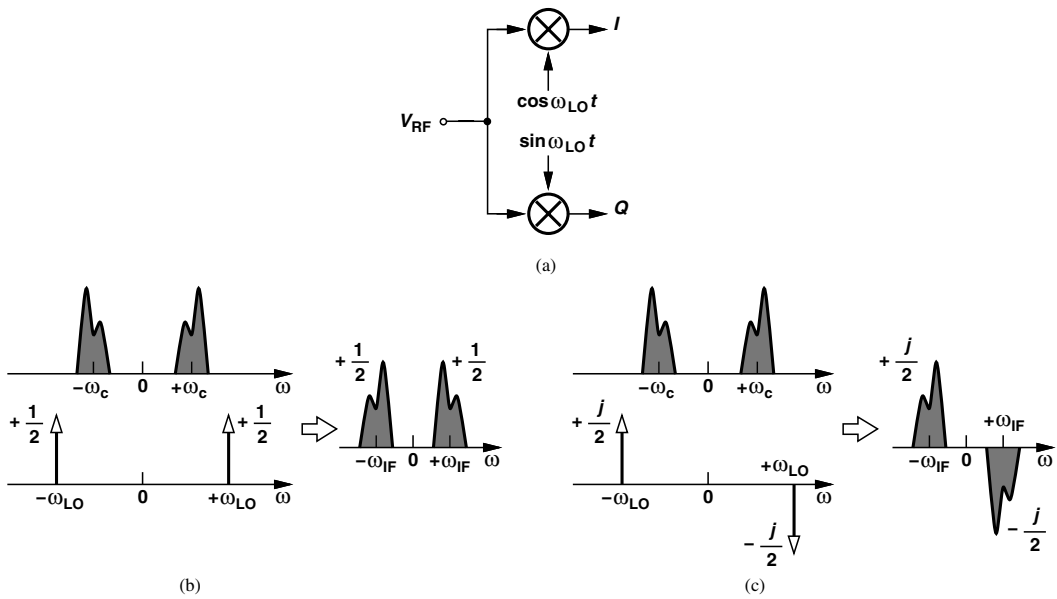 I
cos ω_LO t
V_RF
sin ω_LO t
Q
(a)
−ω_c 0 +ω_c ω
+ 1/2 + 1/2
−ω_LO 0 +ω_LO ω
+ 1/2 + 1/2
−ω_IF 0 +ω_IF ω
(b)
−ω_c 0 +ω_c ω
+ j/2
−ω_LO 0 +ω_LO ω
− j/2
+ j/2
−ω_IF 0 +ω_IF ω
− j/2
(c)